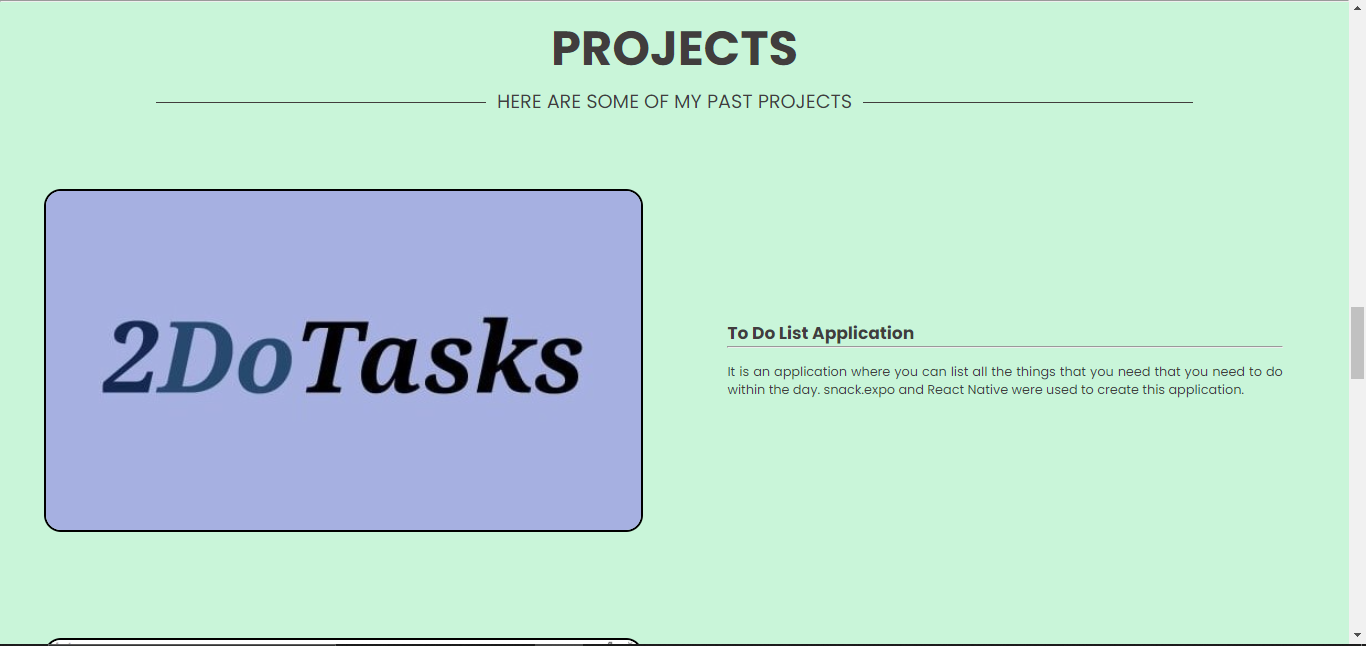 PROJECTS
HERE ARE SOME OF MY PAST PROJECTS
2DoTasks
To Do List Application
It is an application where you can list all the things that you need that you need to do
within the day. snack.expo and React Native were used to create this application.